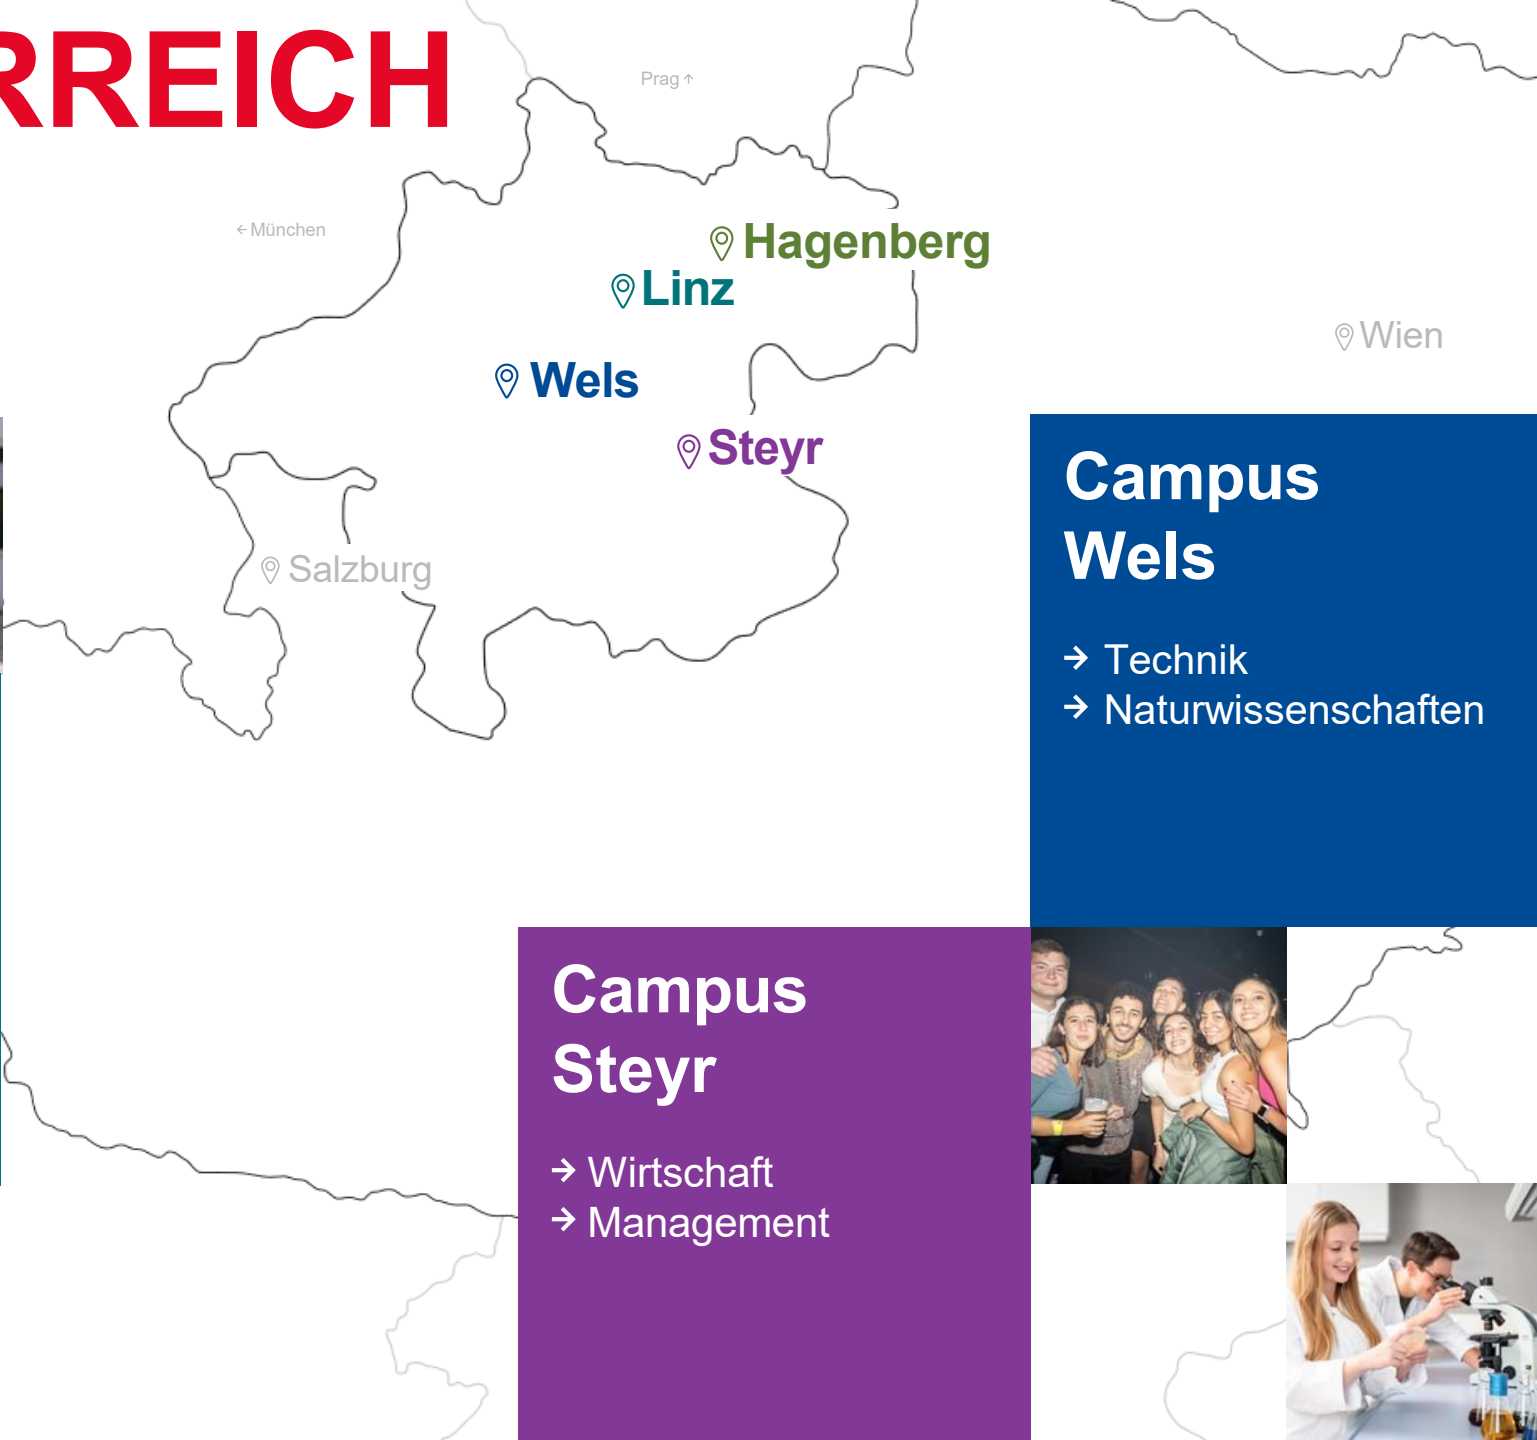 RREICH
Prag ↑
← München
Hagenberg
Linz
Wien
Wels
Steyr
Salzburg
Campus
Wels
→ Technik
→ Naturwissenschaften
Campus
Steyr
→ Wirtschaft
→ Management